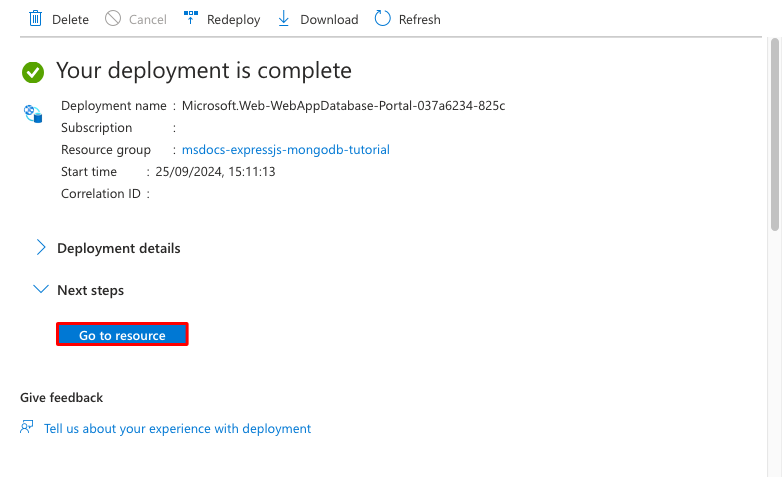 Delete Cancel Redeploy Download Refresh
Your deployment is complete
Deployment name : Microsoft.Web-WebAppDatabase-Portal-037a6234-825c
Subscription :
Resource group : msdocs-expressjs-mongodb-tutorial
Start time : 25/09/2024, 15:11:13
Correlation ID :
Deployment details
Next steps
Go to resource
Give feedback
Tell us about your experience with deployment